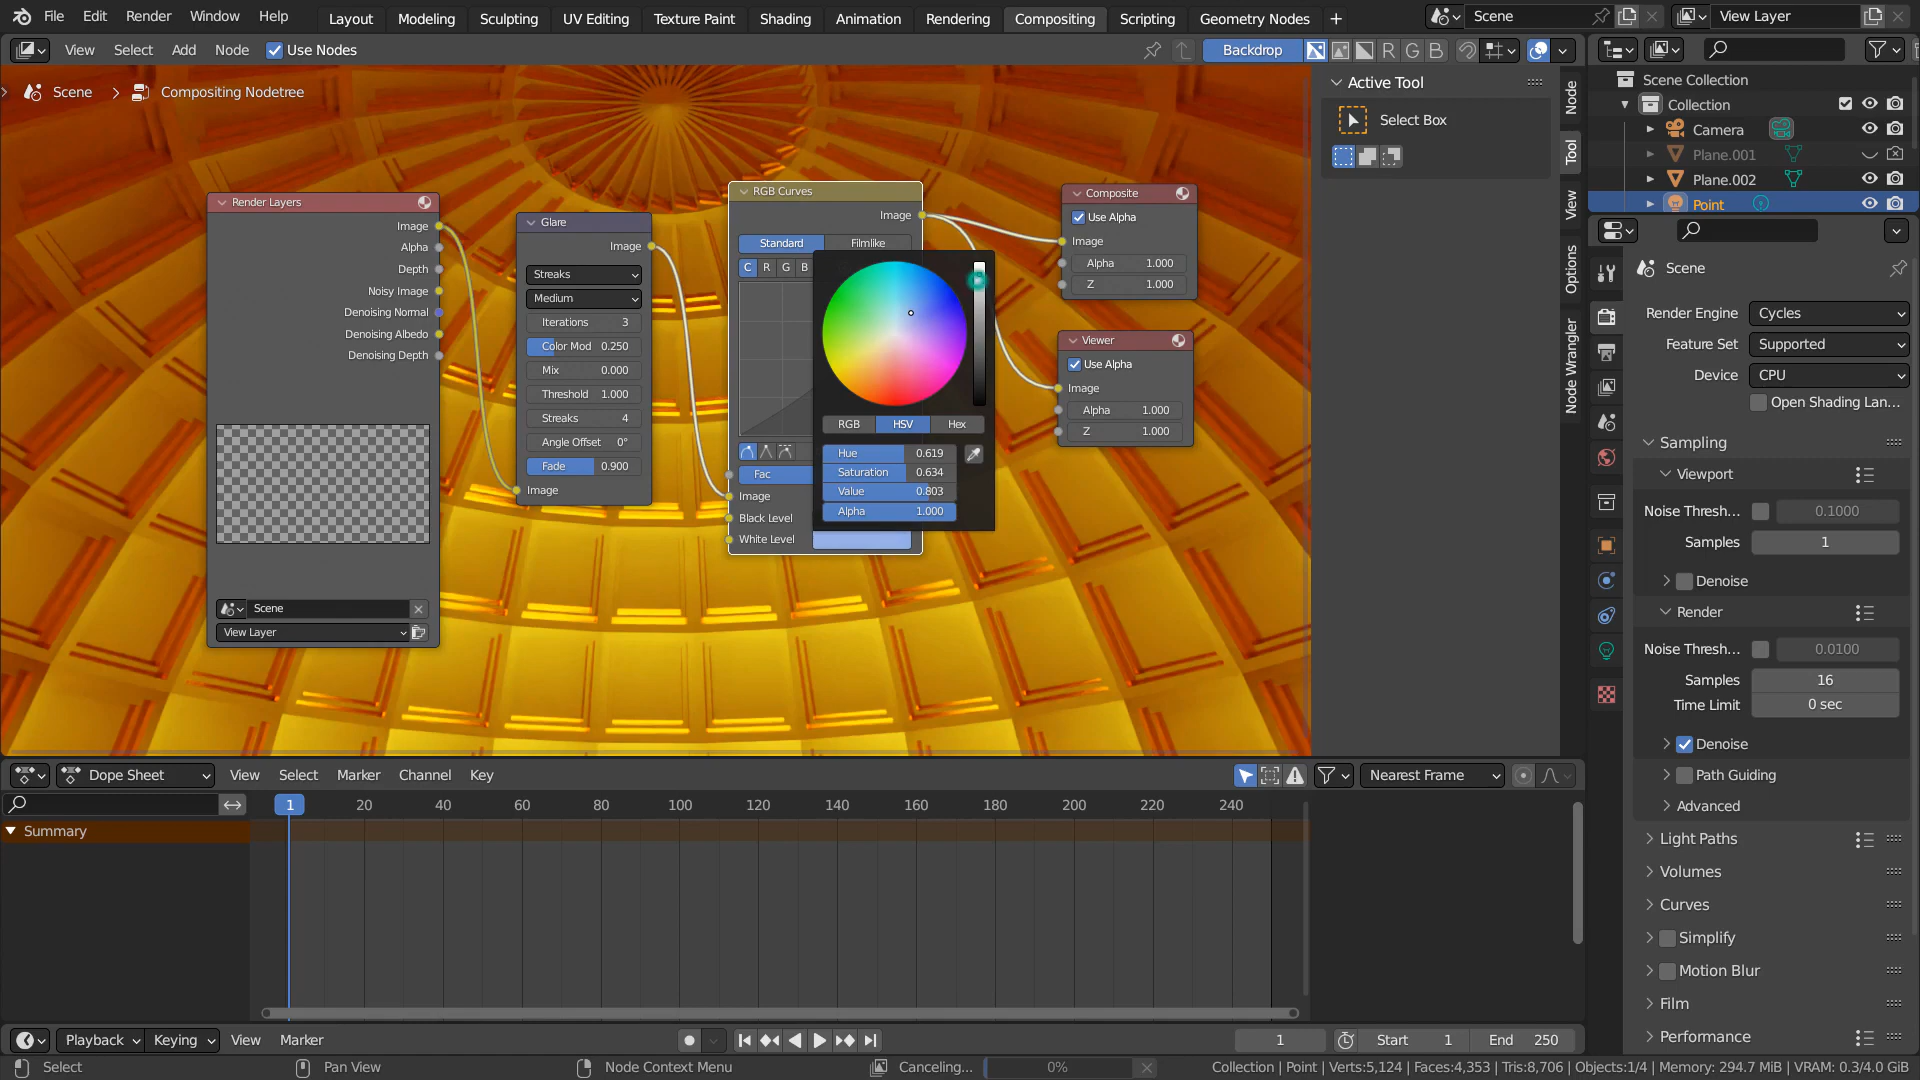 File Edit Render Window Help Layout Modeling Sculpting UV Editing Texture Paint Shading Animation Rendering Compositing Scripting Geometry Nodes + Scene View Layer
View Select Add Node Use Nodes Backdrop R G B
Scene > Compositing Nodetree
Render Layers
Image
Alpha
Depth
Noisy Image
Denoising Normal
Denoising Albedo
Denoising Depth
Scene
View Layer
Glare
Image
Streaks
Medium
Iterations 3
Color Mod 0.250
Mix 0.000
Threshold 1.000
Streaks 4
Angle Offset 0°
Fade 0.900
Image
RGB Curves
Image
Standard Filmlike
C R G B
Fac
Image
Black Level
White Level
RGB HSV Hex
Hue 0.619
Saturation 0.634
Value 0.803
Alpha 1.000
Composite
Use Alpha
Image
Alpha 1.000
Z 1.000
Viewer
Use Alpha
Image
Alpha 1.000
Z 1.000
Active Tool
Select Box
Node
Tool
View
Options
Node Wrangler
Scene Collection
Collection
Camera
Plane.001
Plane.002
Point
Scene
Render Engine Cycles
Feature Set Supported
Device CPU
Open Shading Lan...
Sampling
Viewport
Noise Thresh... 0.1000
Samples 1
Denoise
Render
Noise Thresh... 0.0100
Samples 16
Time Limit 0 sec
Denoise
Path Guiding
Advanced
Light Paths
Volumes
Curves
Simplify
Motion Blur
Film
Performance
Dope Sheet View Select Marker Channel Key Nearest Frame
1 20 40 60 80 100 120 140 160 180 200 220 240
Summary
Playback Keying View Marker 1 Start 1 End 250
Select Pan View Node Context Menu Canceling... 0% Collection | Point | Verts:5,124 | Faces:4,353 | Tris:8,706 | Objects:1/4 | Memory: 294.7 MiB | VRAM: 0.3/4.0 GiB